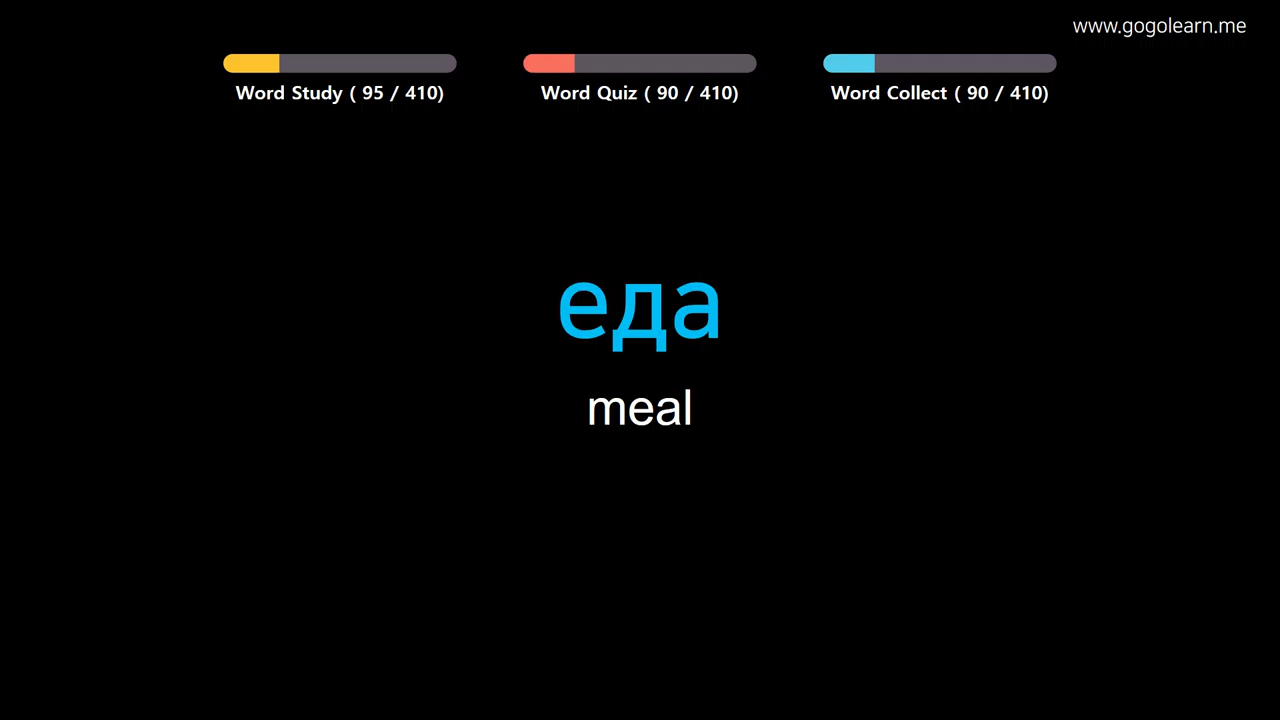 www.gogolearn.me
Word Study ( 95 / 410)
Word Quiz ( 90 / 410)
Word Collect ( 90 / 410)
еда
meal